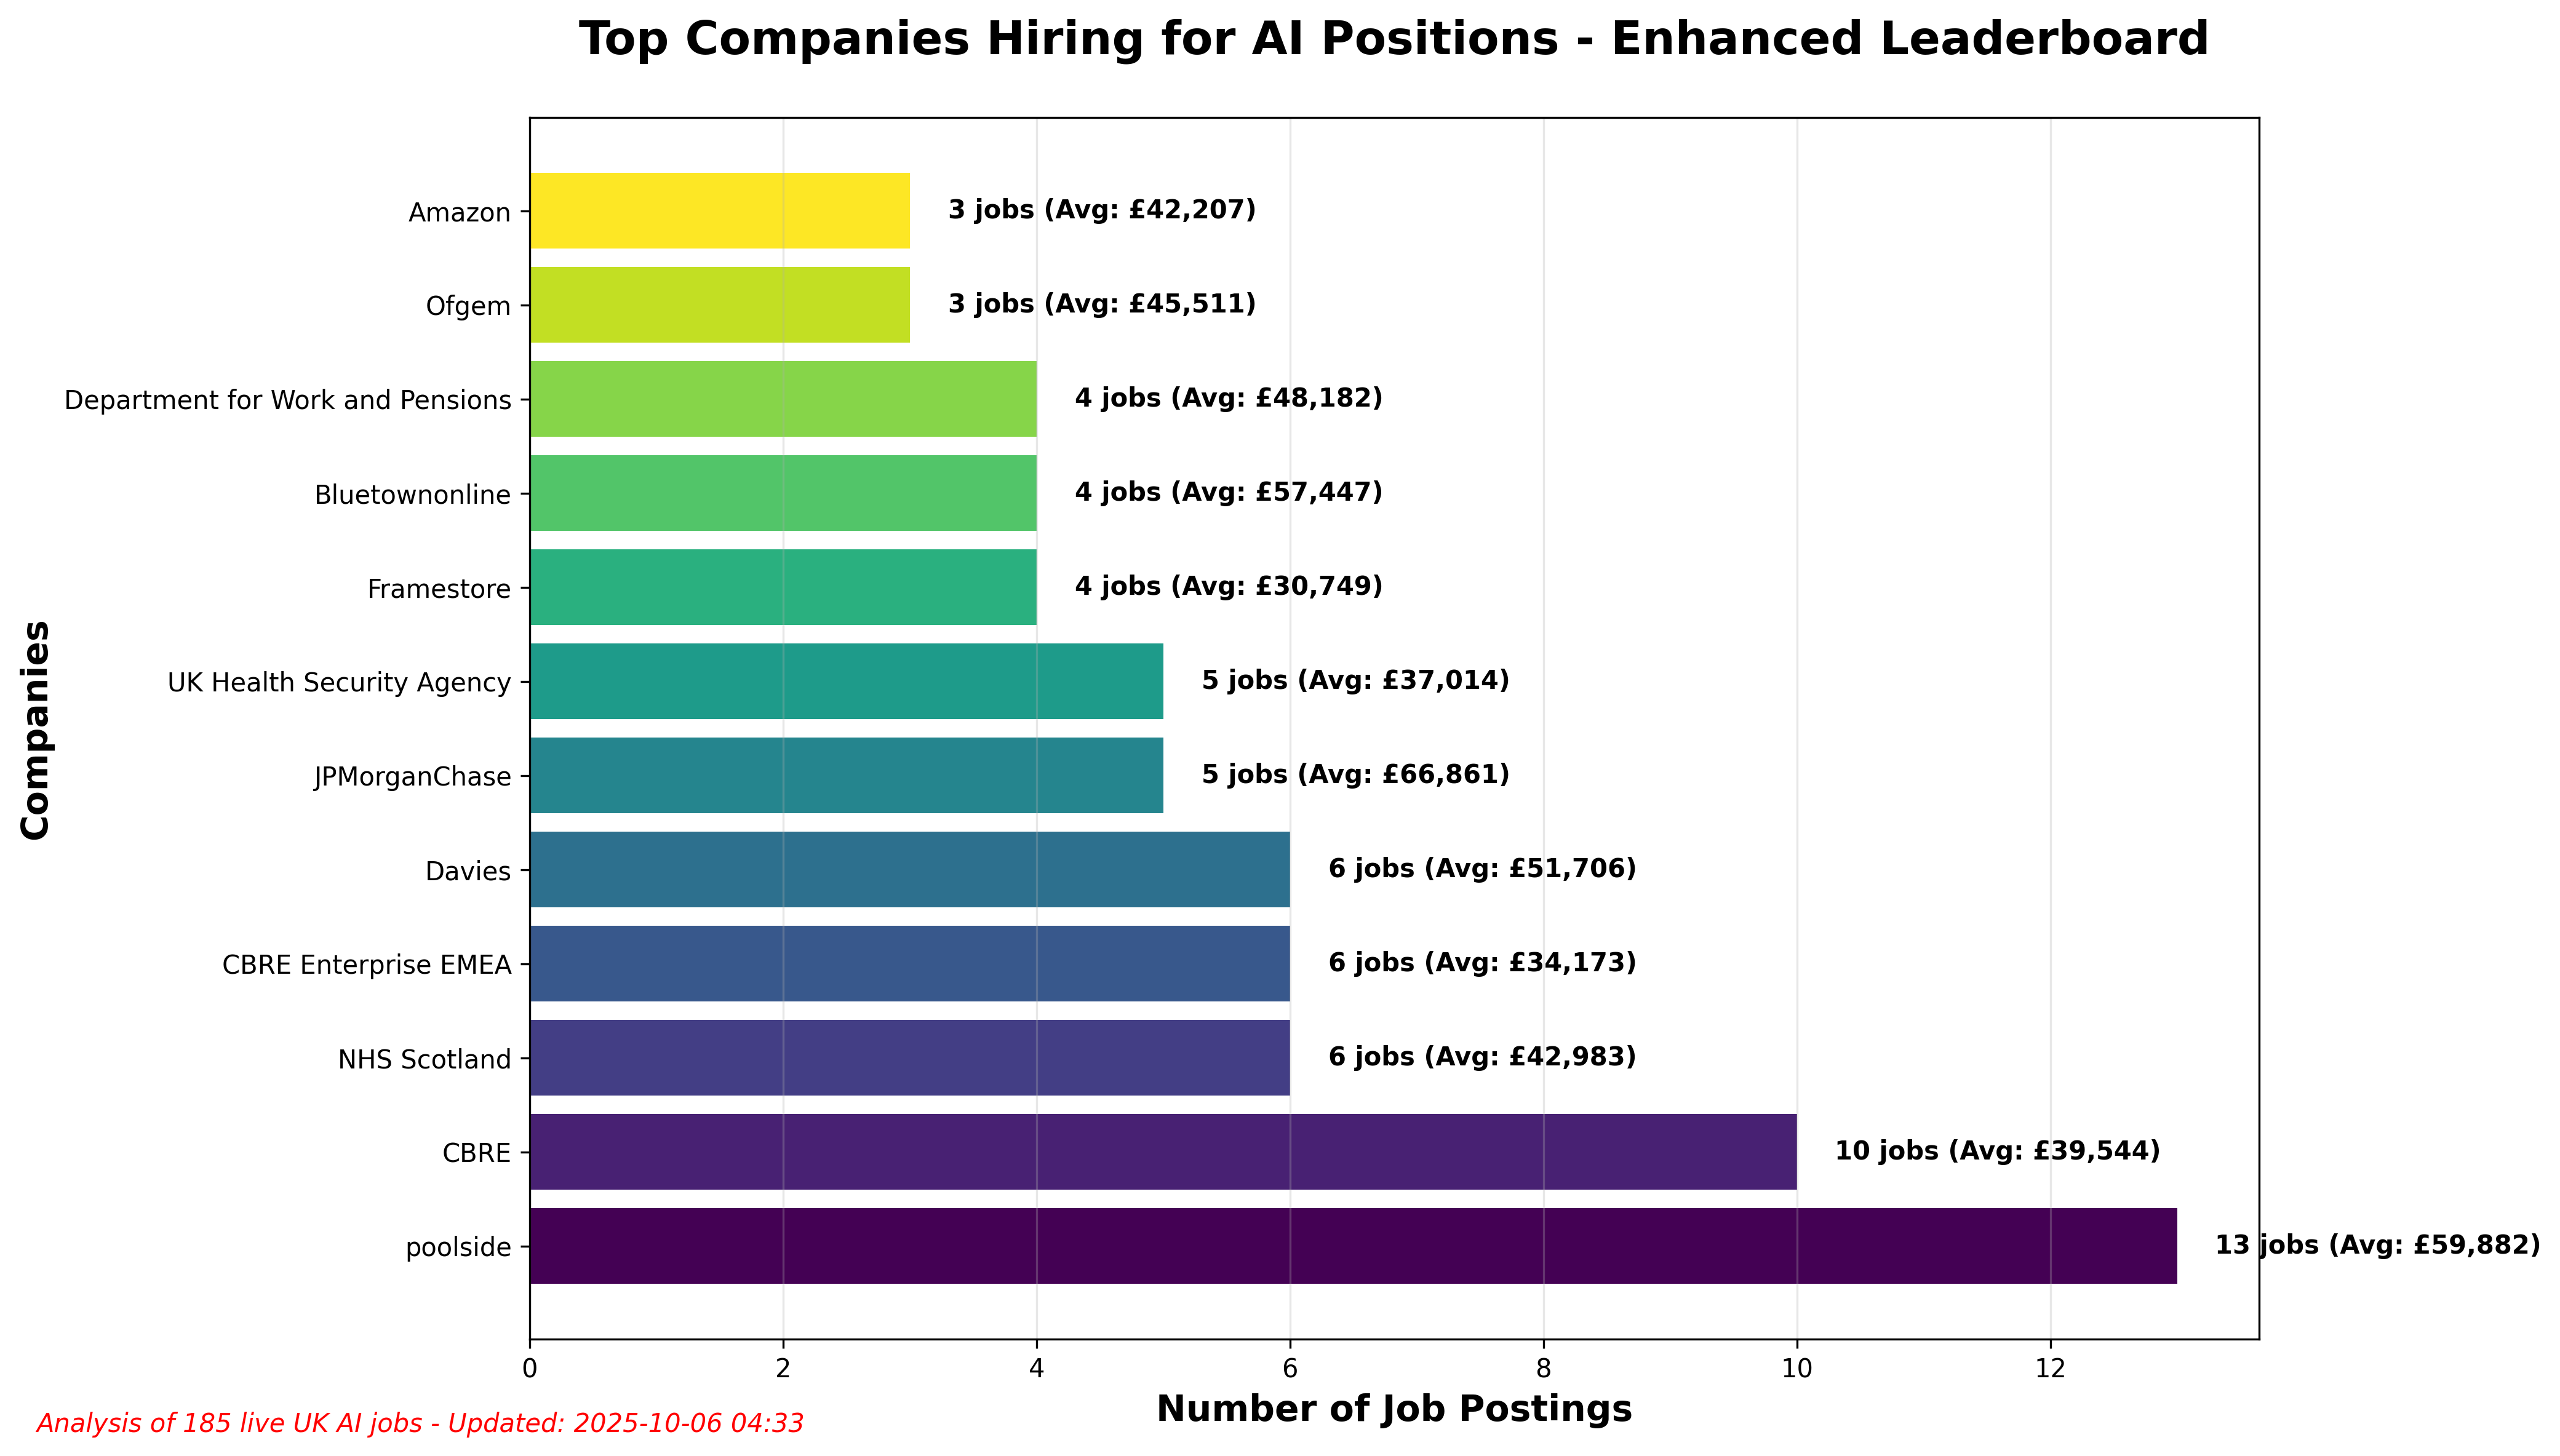 Top Companies Hiring for AI Positions - Enhanced Leaderboard
Companies
Amazon 3 jobs (Avg: £42,207)
Ofgem 3 jobs (Avg: £45,511)
Department for Work and Pensions 4 jobs (Avg: £48,182)
Bluetownonline 4 jobs (Avg: £57,447)
Framestore 4 jobs (Avg: £30,749)
UK Health Security Agency 5 jobs (Avg: £37,014)
JPMorganChase 5 jobs (Avg: £66,861)
Davies 6 jobs (Avg: £51,706)
CBRE Enterprise EMEA 6 jobs (Avg: £34,173)
NHS Scotland 6 jobs (Avg: £42,983)
CBRE 10 jobs (Avg: £39,544)
poolside 13 jobs (Avg: £59,882)
0 2 4 6 8 10 12
Number of Job Postings
Analysis of 185 live UK AI jobs - Updated: 2025-10-06 04:33